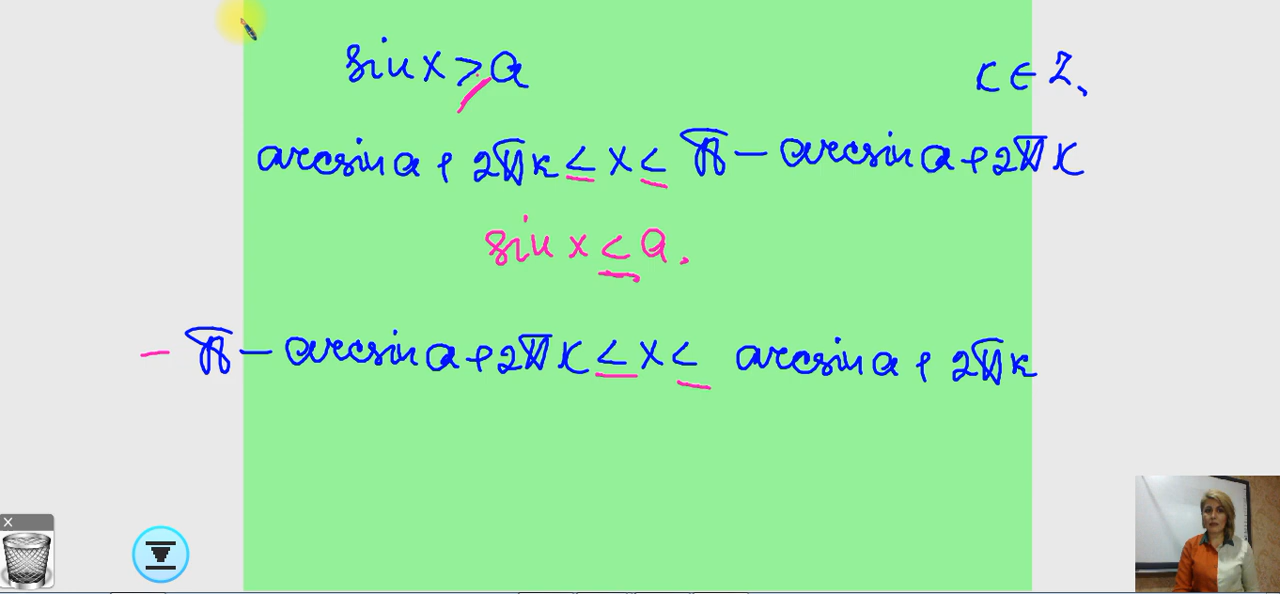 sin x ≥ a
k ∈ Z,
arcsin a + 2πk ≤ x ≤ π - arcsin a + 2πk
sin x ≤ a.
- π - arcsin a + 2πk ≤ x ≤ arcsin a + 2πk